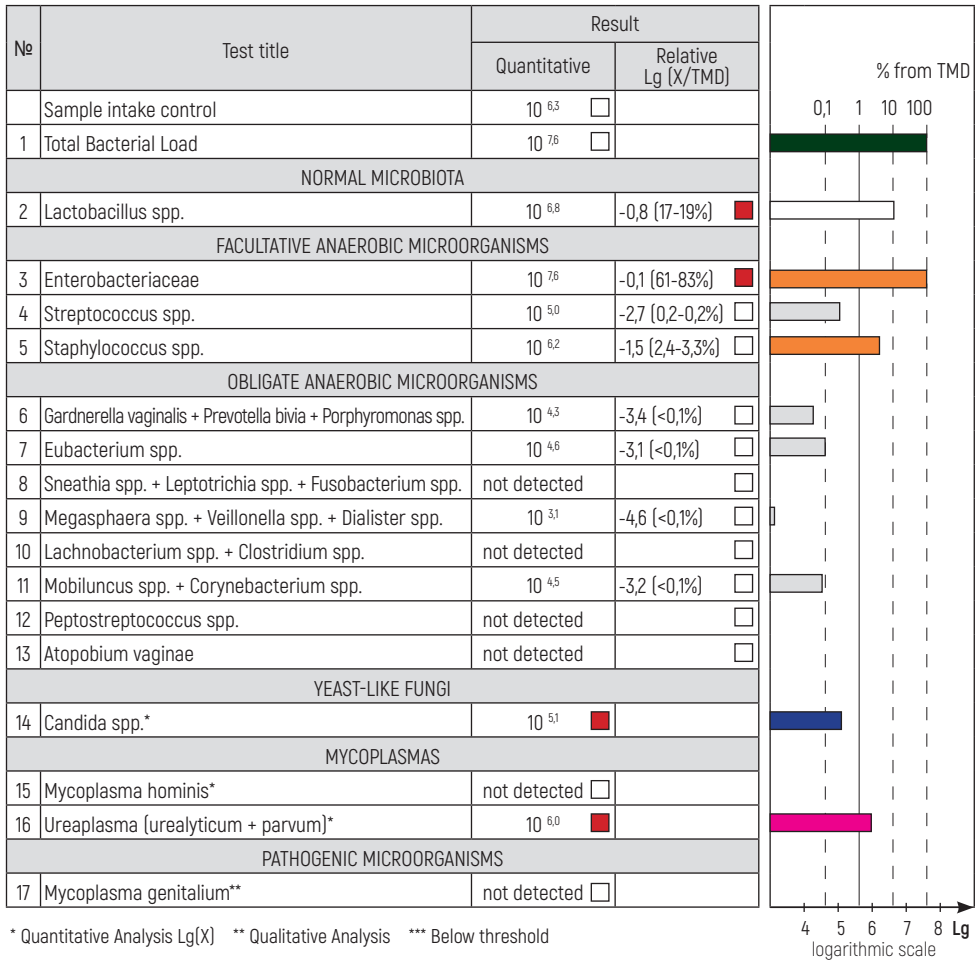 № Test title Result
Quantitative Relative Lg (X/TMD)
% from TMD
Sample intake control 10 6,3
0,1 1 10 100
1 Total Bacterial Load 10 7,6
NORMAL MICROBIOTA
2 Lactobacillus spp. 10 6,8 -0,8 (17-19%)
FACULTATIVE ANAEROBIC MICROORGANISMS
3 Enterobacteriaceae 10 7,6 -0,1 (61-83%)
4 Streptococcus spp. 10 5,0 -2,7 (0,2-0,2%)
5 Staphylococcus spp. 10 6,2 -1,5 (2,4-3,3%)
OBLIGATE ANAEROBIC MICROORGANISMS
6 Gardnerella vaginalis + Prevotella bivia + Porphyromonas spp. 10 4,3 -3,4 (<0,1%)
7 Eubacterium spp. 10 4,6 -3,1 (<0,1%)
8 Sneathia spp. + Leptotrichia spp. + Fusobacterium spp. not detected
9 Megasphaera spp. + Veillonella spp. + Dialister spp. 10 3,1 -4,6 (<0,1%)
10 Lachnobacterium spp. + Clostridium spp. not detected
11 Mobiluncus spp. + Corynebacterium spp. 10 4,5 -3,2 (<0,1%)
12 Peptostreptococcus spp. not detected
13 Atopobium vaginae not detected
YEAST-LIKE FUNGI
14 Candida spp.* 10 5,1
MYCOPLASMAS
15 Mycoplasma hominis* not detected
16 Ureaplasma (urealyticum + parvum)* 10 6,0
PATHOGENIC MICROORGANISMS
17 Mycoplasma genitalium** not detected
4 5 6 7 8 Lg
logarithmic scale
* Quantitative Analysis Lg(X) ** Qualitative Analysis *** Below threshold